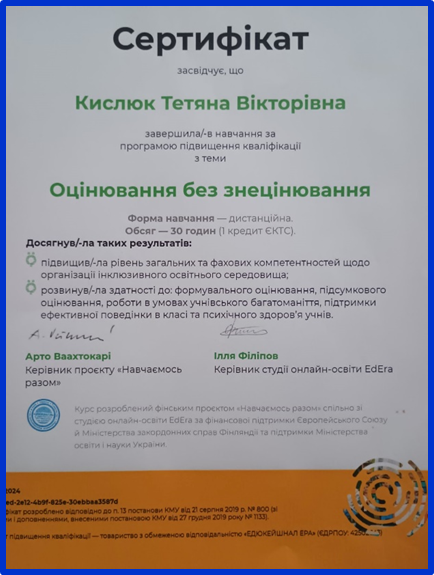 Сертифікат
засвідчує, що
Кислюк Тетяна Вікторівна
завершила/-в навчання за
програмою підвищення кваліфікації
з теми
Оцінювання без знецінювання
Форма навчання — дистанційна.
Обсяг — 30 годин (1 кредит ЄКТС).
Досягнув/-ла таких результатів:
підвищив/-ла рівень загальних та фахових компетентностей щодо
організації інклюзивного освітнього середовища;
розвинув/-ла здатності до: формувального оцінювання, підсумкового
оцінювання, роботи в умовах учнівського багатоманіття, підтримки
ефективної поведінки в класі та психічного здоров'я учнів.
Арто Ваахтокарі
Керівник проєкту «Навчаємось
разом»
Ілля Філіпов
Керівник студії онлайн-освіти EdEra
Курс розроблений фінським проєктом «Навчаємось разом» спільно зі
студією онлайн-освіти EdEra за фінансової підтримки Європейського Союзу
й Міністерства закордонних справ Фінляндії та підтримки Міністерства
освіти і науки України.
2024
ed-2e12-4b9f-825e-30ebbaa3587d
фікат розроблено відповідно до п. 13 постанови КМУ від 21 серпня 2019 р. № 800 (зі
и і доповненнями, внесеними постановою КМУ від 27 грудня 2019 року № 1133).
підвищення кваліфікації — товариство з обмеженою відповідальністю «ЕДЮКЕЙШНАЛ ЕРА» (ЄДРПОУ: